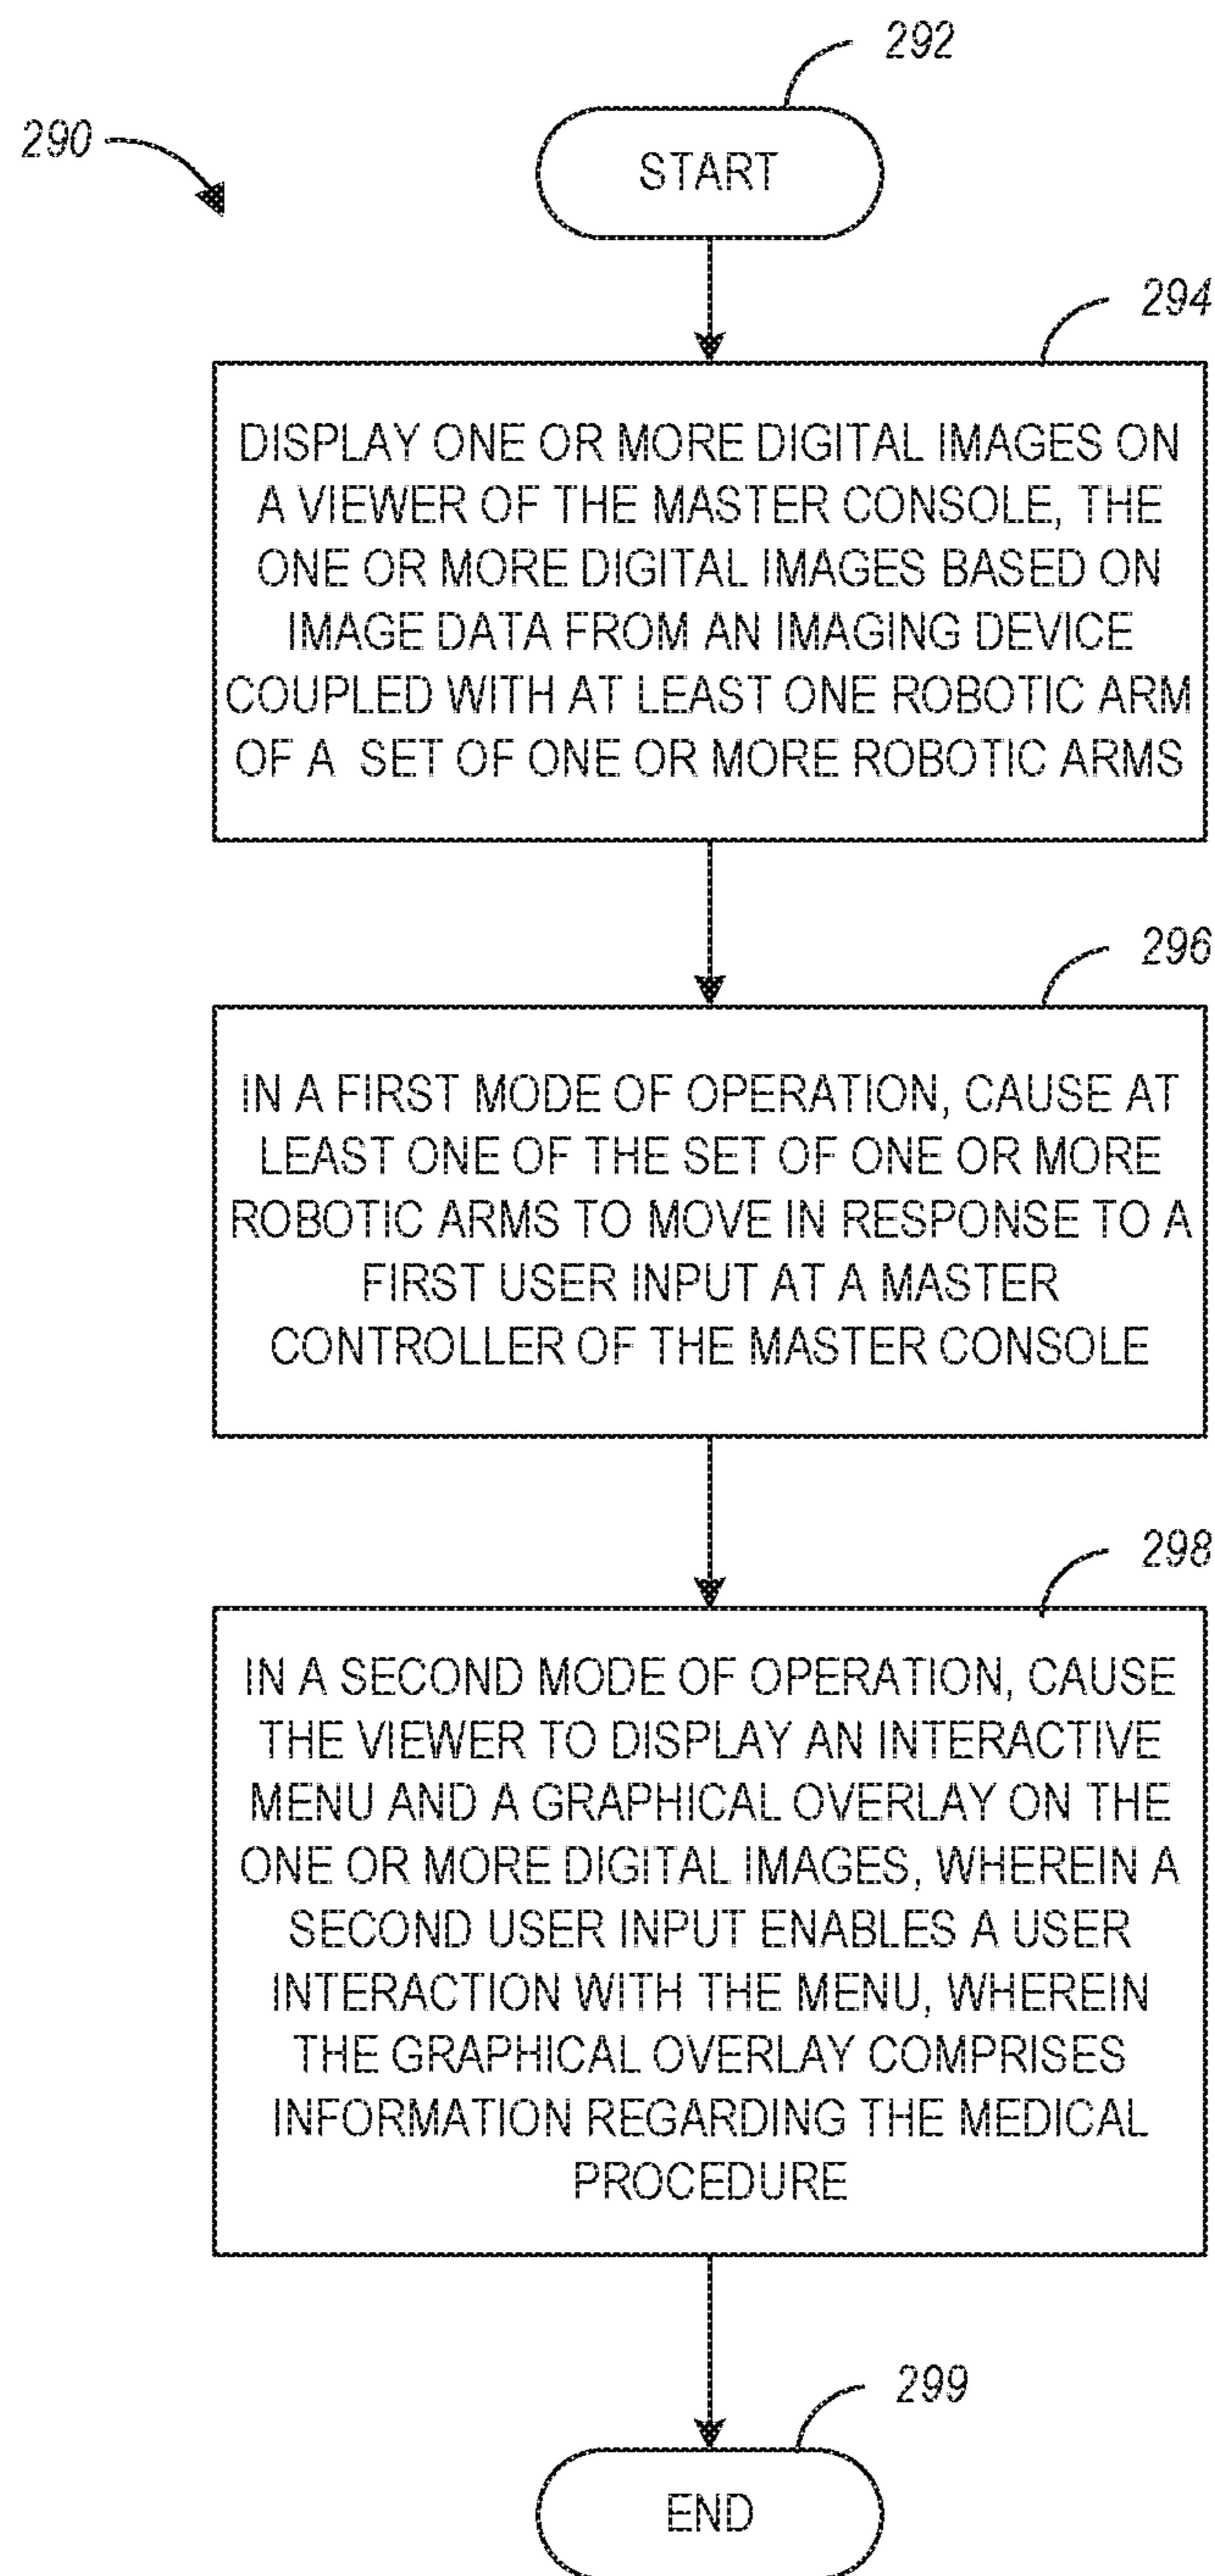 292
290
START
294
DISPLAY ONE OR MORE DIGITAL IMAGES ON
A VIEWER OF THE MASTER CONSOLE, THE
ONE OR MORE DIGITAL IMAGES BASED ON
IMAGE DATA FROM AN IMAGING DEVICE
COUPLED WITH AT LEAST ONE ROBOTIC ARM
OF A SET OF ONE OR MORE ROBOTIC ARMS
296
IN A FIRST MODE OF OPERATION, CAUSE AT
LEAST ONE OF THE SET OF ONE OR MORE
ROBOTIC ARMS TO MOVE IN RESPONSE TO A
FIRST USER INPUT AT A MASTER
CONTROLLER OF THE MASTER CONSOLE
298
IN A SECOND MODE OF OPERATION, CAUSE
THE VIEWER TO DISPLAY AN INTERACTIVE
MENU AND A GRAPHICAL OVERLAY ON THE
ONE OR MORE DIGITAL IMAGES, WHEREIN A
SECOND USER INPUT ENABLES A USER
INTERACTION WITH THE MENU, WHEREIN
THE GRAPHICAL OVERLAY COMPRISES
INFORMATION REGARDING THE MEDICAL
PROCEDURE
299
END